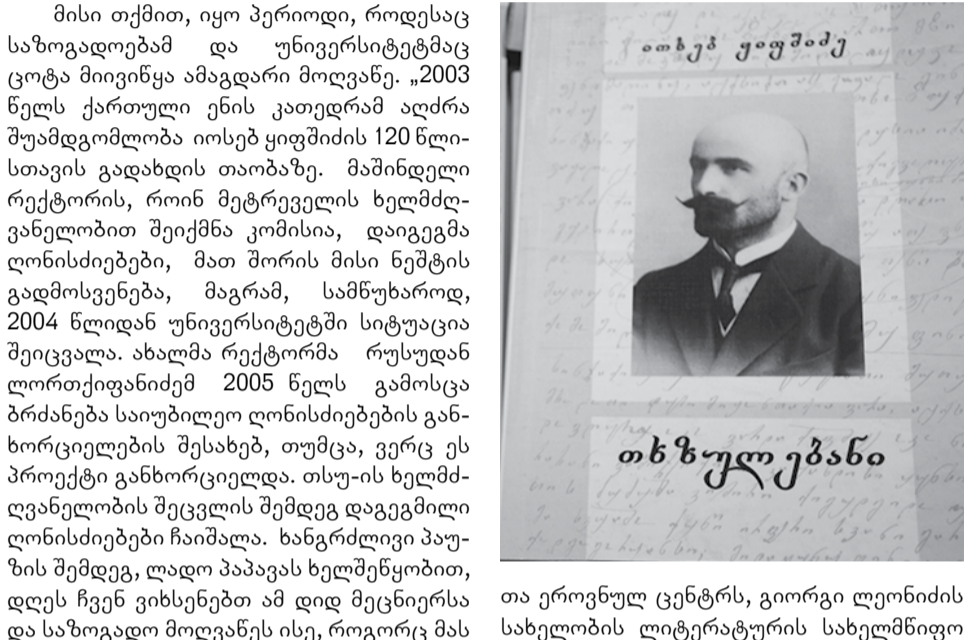 მისი თქმით, იყო პერიოდი, როდესაც
საზოგადოებამ და უნივერსიტეტმაც
ცოტა მიივიწყა ამაგდარი მოღვაწე. „2003
წელს ქართული ენის კათედრამ აღძრა
შუამდგომლობა იოსებ ყიფშიძის 120 წლი-
სთავის გადახდის თაობაზე. მაშინდელი
რექტორის, როინ მეტრეველის ხელმძღ-
ვანელობით შეიქმნა კომისია, დაიგეგმა
ღონისძიებები, მათ შორის მისი ნეშტის
გადმოსვენება, მაგრამ, სამწუხაროდ,
2004 წლიდან უნივერსიტეტში სიტუაცია
შეიცვალა. ახალმა რექტორმა რუსუდან
ლორთქიფანიძემ 2005 წელს გამოსცა
ბრძანება საიუბილეო ღონისძიებების გან-
ხორციელების შესახებ, თუმცა, ვერც ეს
პროექტი განხორციელდა. თსუ-ის ხელმძ-
ღვანელობის შეცვლის შემდეგ დაგეგმილი
ღონისძიებები ჩაიშალა. ხანგრძლივი პაუ-
ზის შემდეგ, ლადო პაპავას ხელშეწყობით,
დღეს ჩვენ ვიხსენებთ ამ დიდ მეცნიერსა
და საზოგადო მოღვაწეს ისე, როგორც მას
იოსებ ყიფშიძე
თხზულებანი
თა ეროვნულ ცენტრს, გიორგი ლეონიძის
სახელობის ლიტერატურის სახელმწიფო